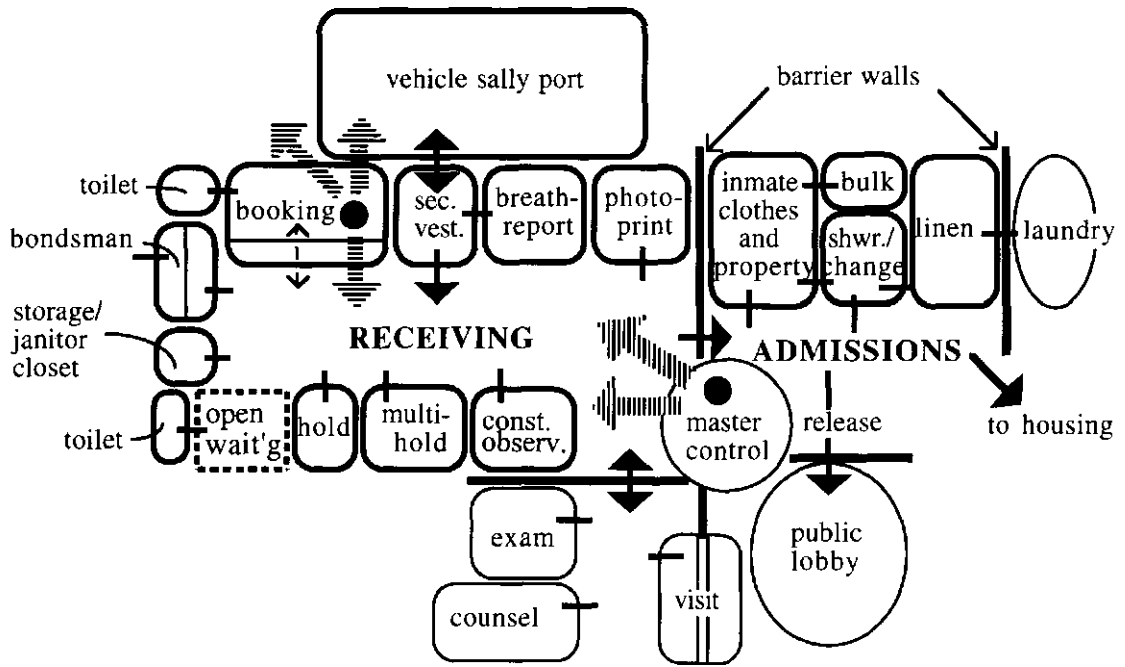 vehicle sally port
barrier walls
toilet
booking
sec.
vest.
breath-
report
photo-
print
inmate
clothes
and
property
bulk
shwr./
change
linen
laundry
bondsman
storage/
janitor
closet
RECEIVING
ADMISSIONS
toilet
open
wait'g
hold
multi-
hold
const.
observ.
master
control
release
to housing
exam
counsel
visit
public
lobby